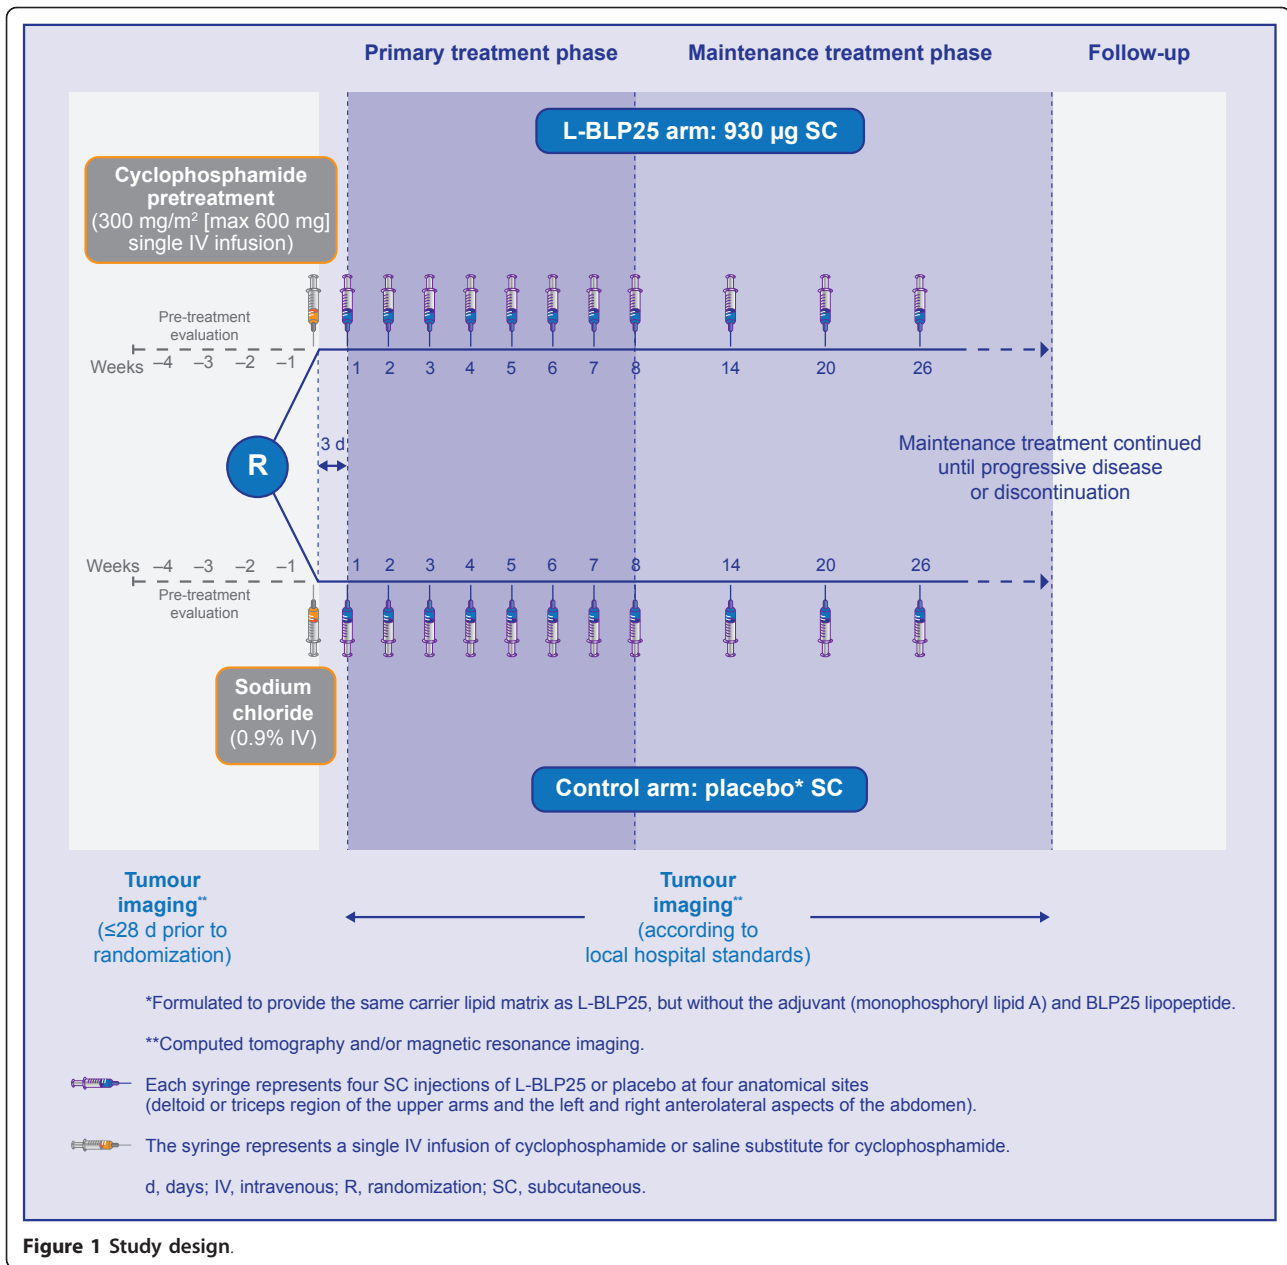 Primary treatment phase
Maintenance treatment phase
Follow-up
L-BLP25 arm: 930 µg SC
Cyclophosphamide
pretreatment
(300 mg/m² [max 600 mg]
single IV infusion)
Pre-treatment
evaluation
Weeks –4 –3 –2 –1 1 2 3 4 5 6 7 8 14 20 26
R
3 d
Maintenance treatment continued
until progressive disease
or discontinuation
Weeks –4 –3 –2 –1 1 2 3 4 5 6 7 8 14 20 26
Pre-treatment
evaluation
Sodium
chloride
(0.9% IV)
Control arm: placebo* SC
Tumour
imaging**
(≤28 d prior to
randomization)
Tumour
imaging**
(according to
local hospital standards)
*Formulated to provide the same carrier lipid matrix as L-BLP25, but without the adjuvant (monophosphoryl lipid A) and BLP25 lipopeptide.
**Computed tomography and/or magnetic resonance imaging.
Each syringe represents four SC injections of L-BLP25 or placebo at four anatomical sites
(deltoid or triceps region of the upper arms and the left and right anterolateral aspects of the abdomen).
The syringe represents a single IV infusion of cyclophosphamide or saline substitute for cyclophosphamide.
d, days; IV, intravenous; R, randomization; SC, subcutaneous.
Figure 1 Study design.